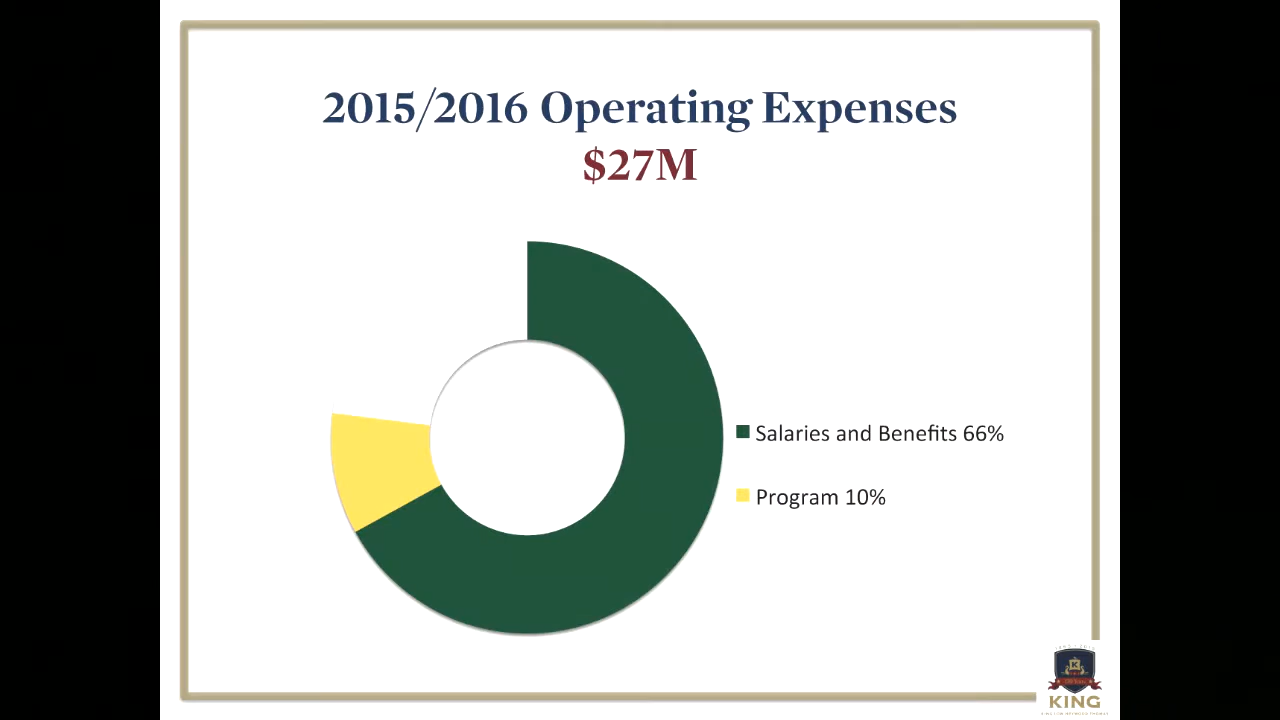 2015/2016 Operating Expenses
$27M
Salaries and Benefits 66%
Program 10%
KING